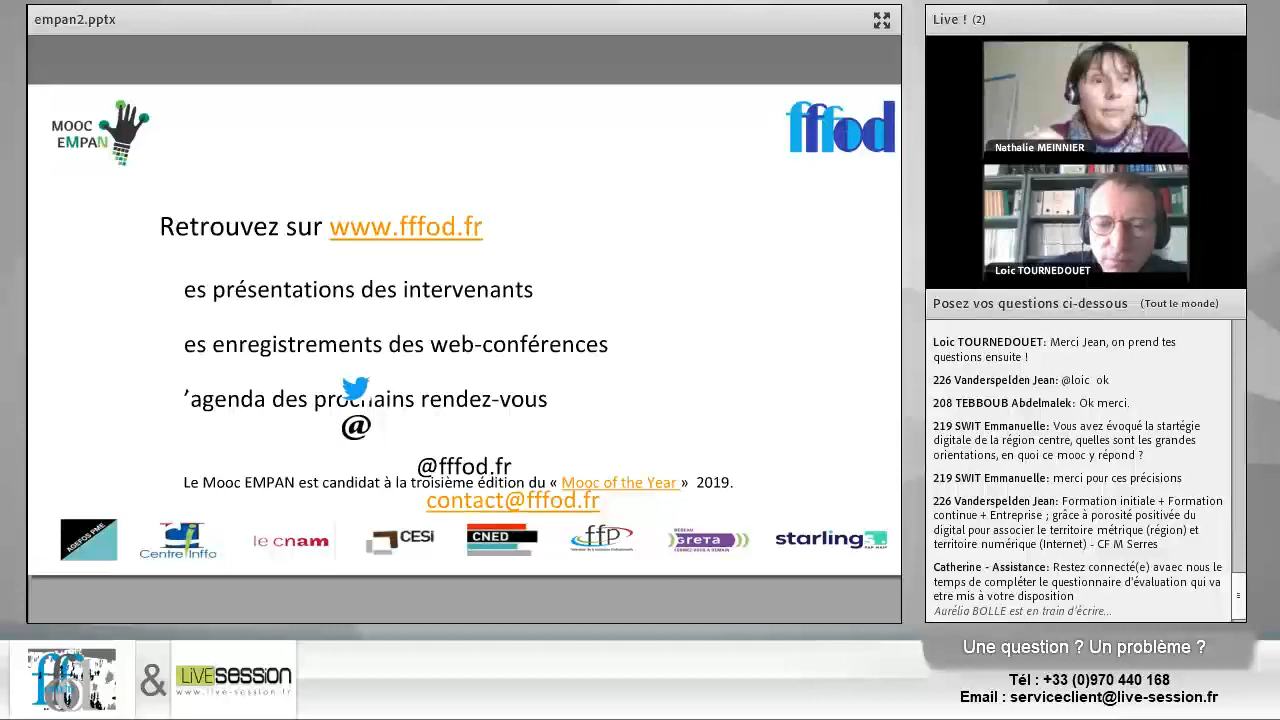 empan2.pptx
MOOC
EMPAN
fffod
Retrouvez sur www.fffod.fr
es présentations des intervenants
es enregistrements des web-conférences
’agenda des prochains rendez-vous
@
@fffod.fr
Le Mooc EMPAN est candidat à la troisième édition du « Mooc of the Year »  2019.
contact@fffod.fr
AGEFOS PME
Centre Inffo
le cnam
CESI
CNED
ffP
RESEAU
GRETA
starlings
Live ! (2)
Nathalie MEINNIER
Loic TOURNEDOUET
Posez vos questions ci-dessous (Tout le monde)
Loic TOURNEDOUET: Merci Jean, on prend tes
questions ensuite !
226 Vanderspelden Jean: @loic  ok
208 TEBBOUB Abdelmalek: Ok merci.
219 SWIT Emmanuelle: Vous avez évoqué la startégie
digitale de la région centre, quelles sont les grandes
orientations, en quoi ce mooc y répond ?
219 SWIT Emmanuelle: merci pour ces précisions
226 Vanderspelden Jean: Formation initiale + Formation
continue + Entreprise ; grâce à porosité positivée du
digital pour associer le territoire métrique (région) et
territoire numérique (Internet) - CF M Serres
Catherine - Assistance: Restez connecté(e) avaec nous le
temps de compléter le questionnaire d'évaluation qui va
etre mis à votre disposition
Aurélia BOLLE est en train d'écrire...
& LIVE SESSION
www.live-session.fr
Une question ? Un problème ?
Tél : +33 (0)970 440 168
Email : serviceclient@live-session.fr